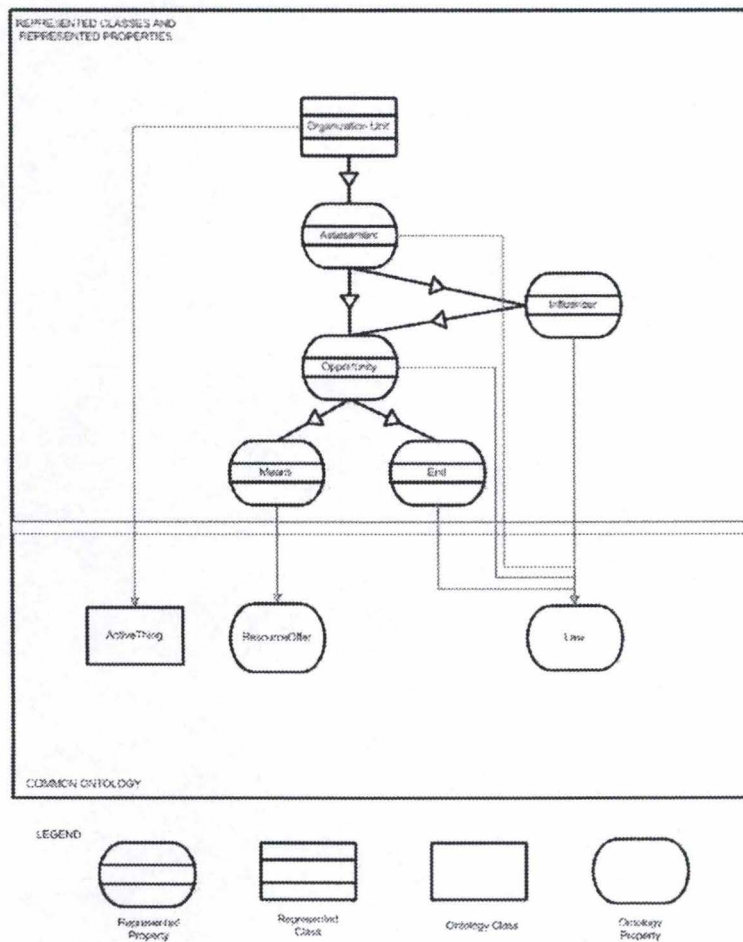 REPRESENTED CLASSES AND
REPRESENTED PROPERTIES
Organization Unit
Assessment
Influencer
Opportunity
Means
End
ActiveThing
ResourceOffer
Law
COMMON ONTOLOGY
LEGEND
Represented
Property
Represented
Class
Ontology Class
Ontology
Property